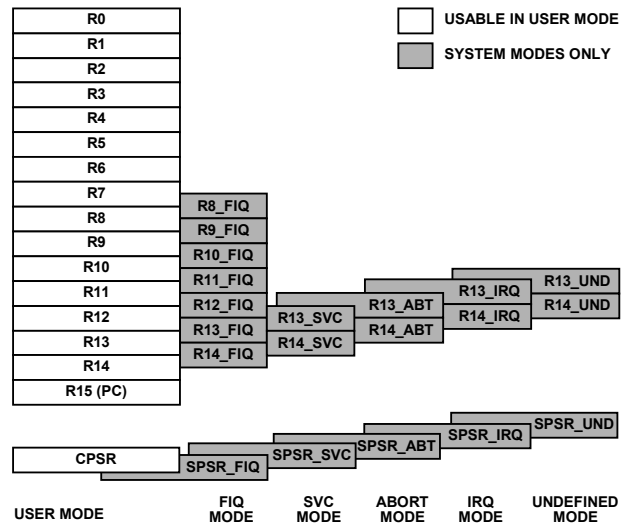 USABLE IN USER MODE
SYSTEM MODES ONLY
R0
R1
R2
R3
R4
R5
R6
R7
R8
R9
R10
R11
R12
R13
R14
R15 (PC)
R8_FIQ
R9_FIQ
R10_FIQ
R11_FIQ
R12_FIQ
R13_FIQ
R14_FIQ
R13_SVC
R14_SVC
R13_ABT
R14_ABT
R13_IRQ
R14_IRQ
R13_UND
R14_UND
CPSR
SPSR_FIQ
SPSR_SVC
SPSR_ABT
SPSR_IRQ
SPSR_UND
USER MODE
FIQ
MODE
SVC
MODE
ABORT
MODE
IRQ
MODE
UNDEFINED
MODE